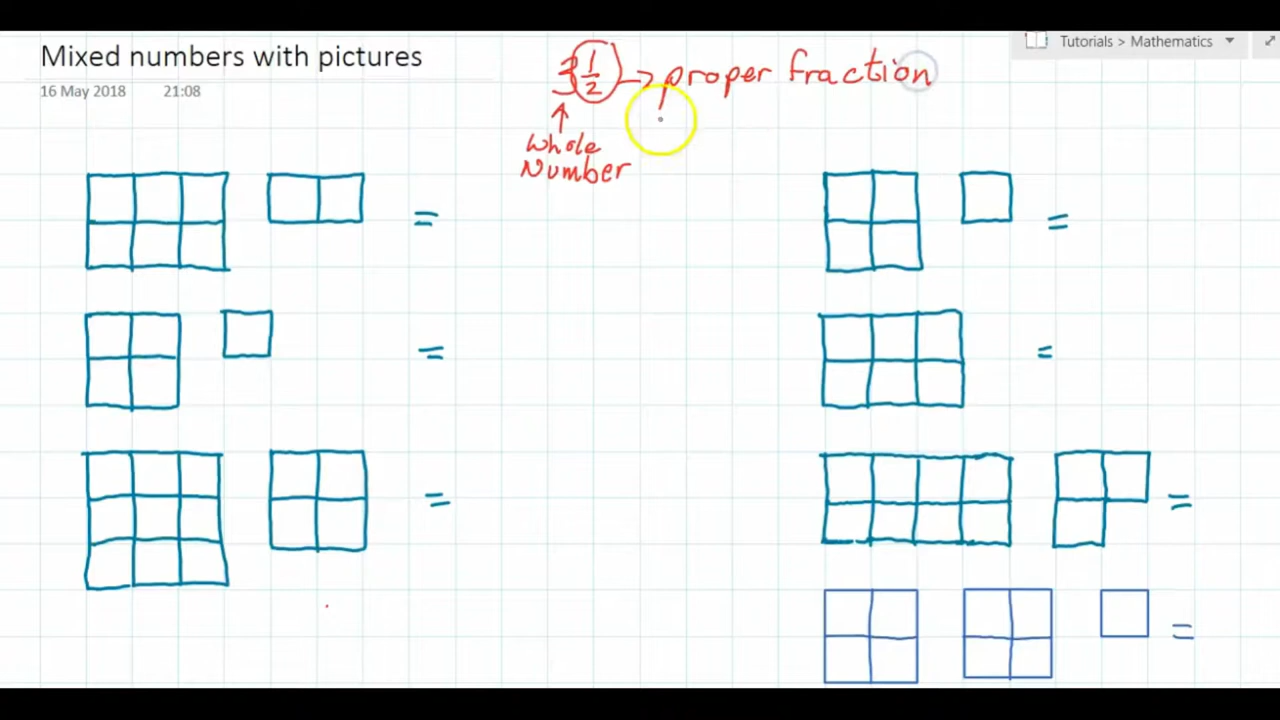 Mixed numbers with pictures
16 May 2018 21:08
Tutorials > Mathematics
3 1/2 → proper fraction
↑
Whole
Number
=
=
=
=
=
=
=